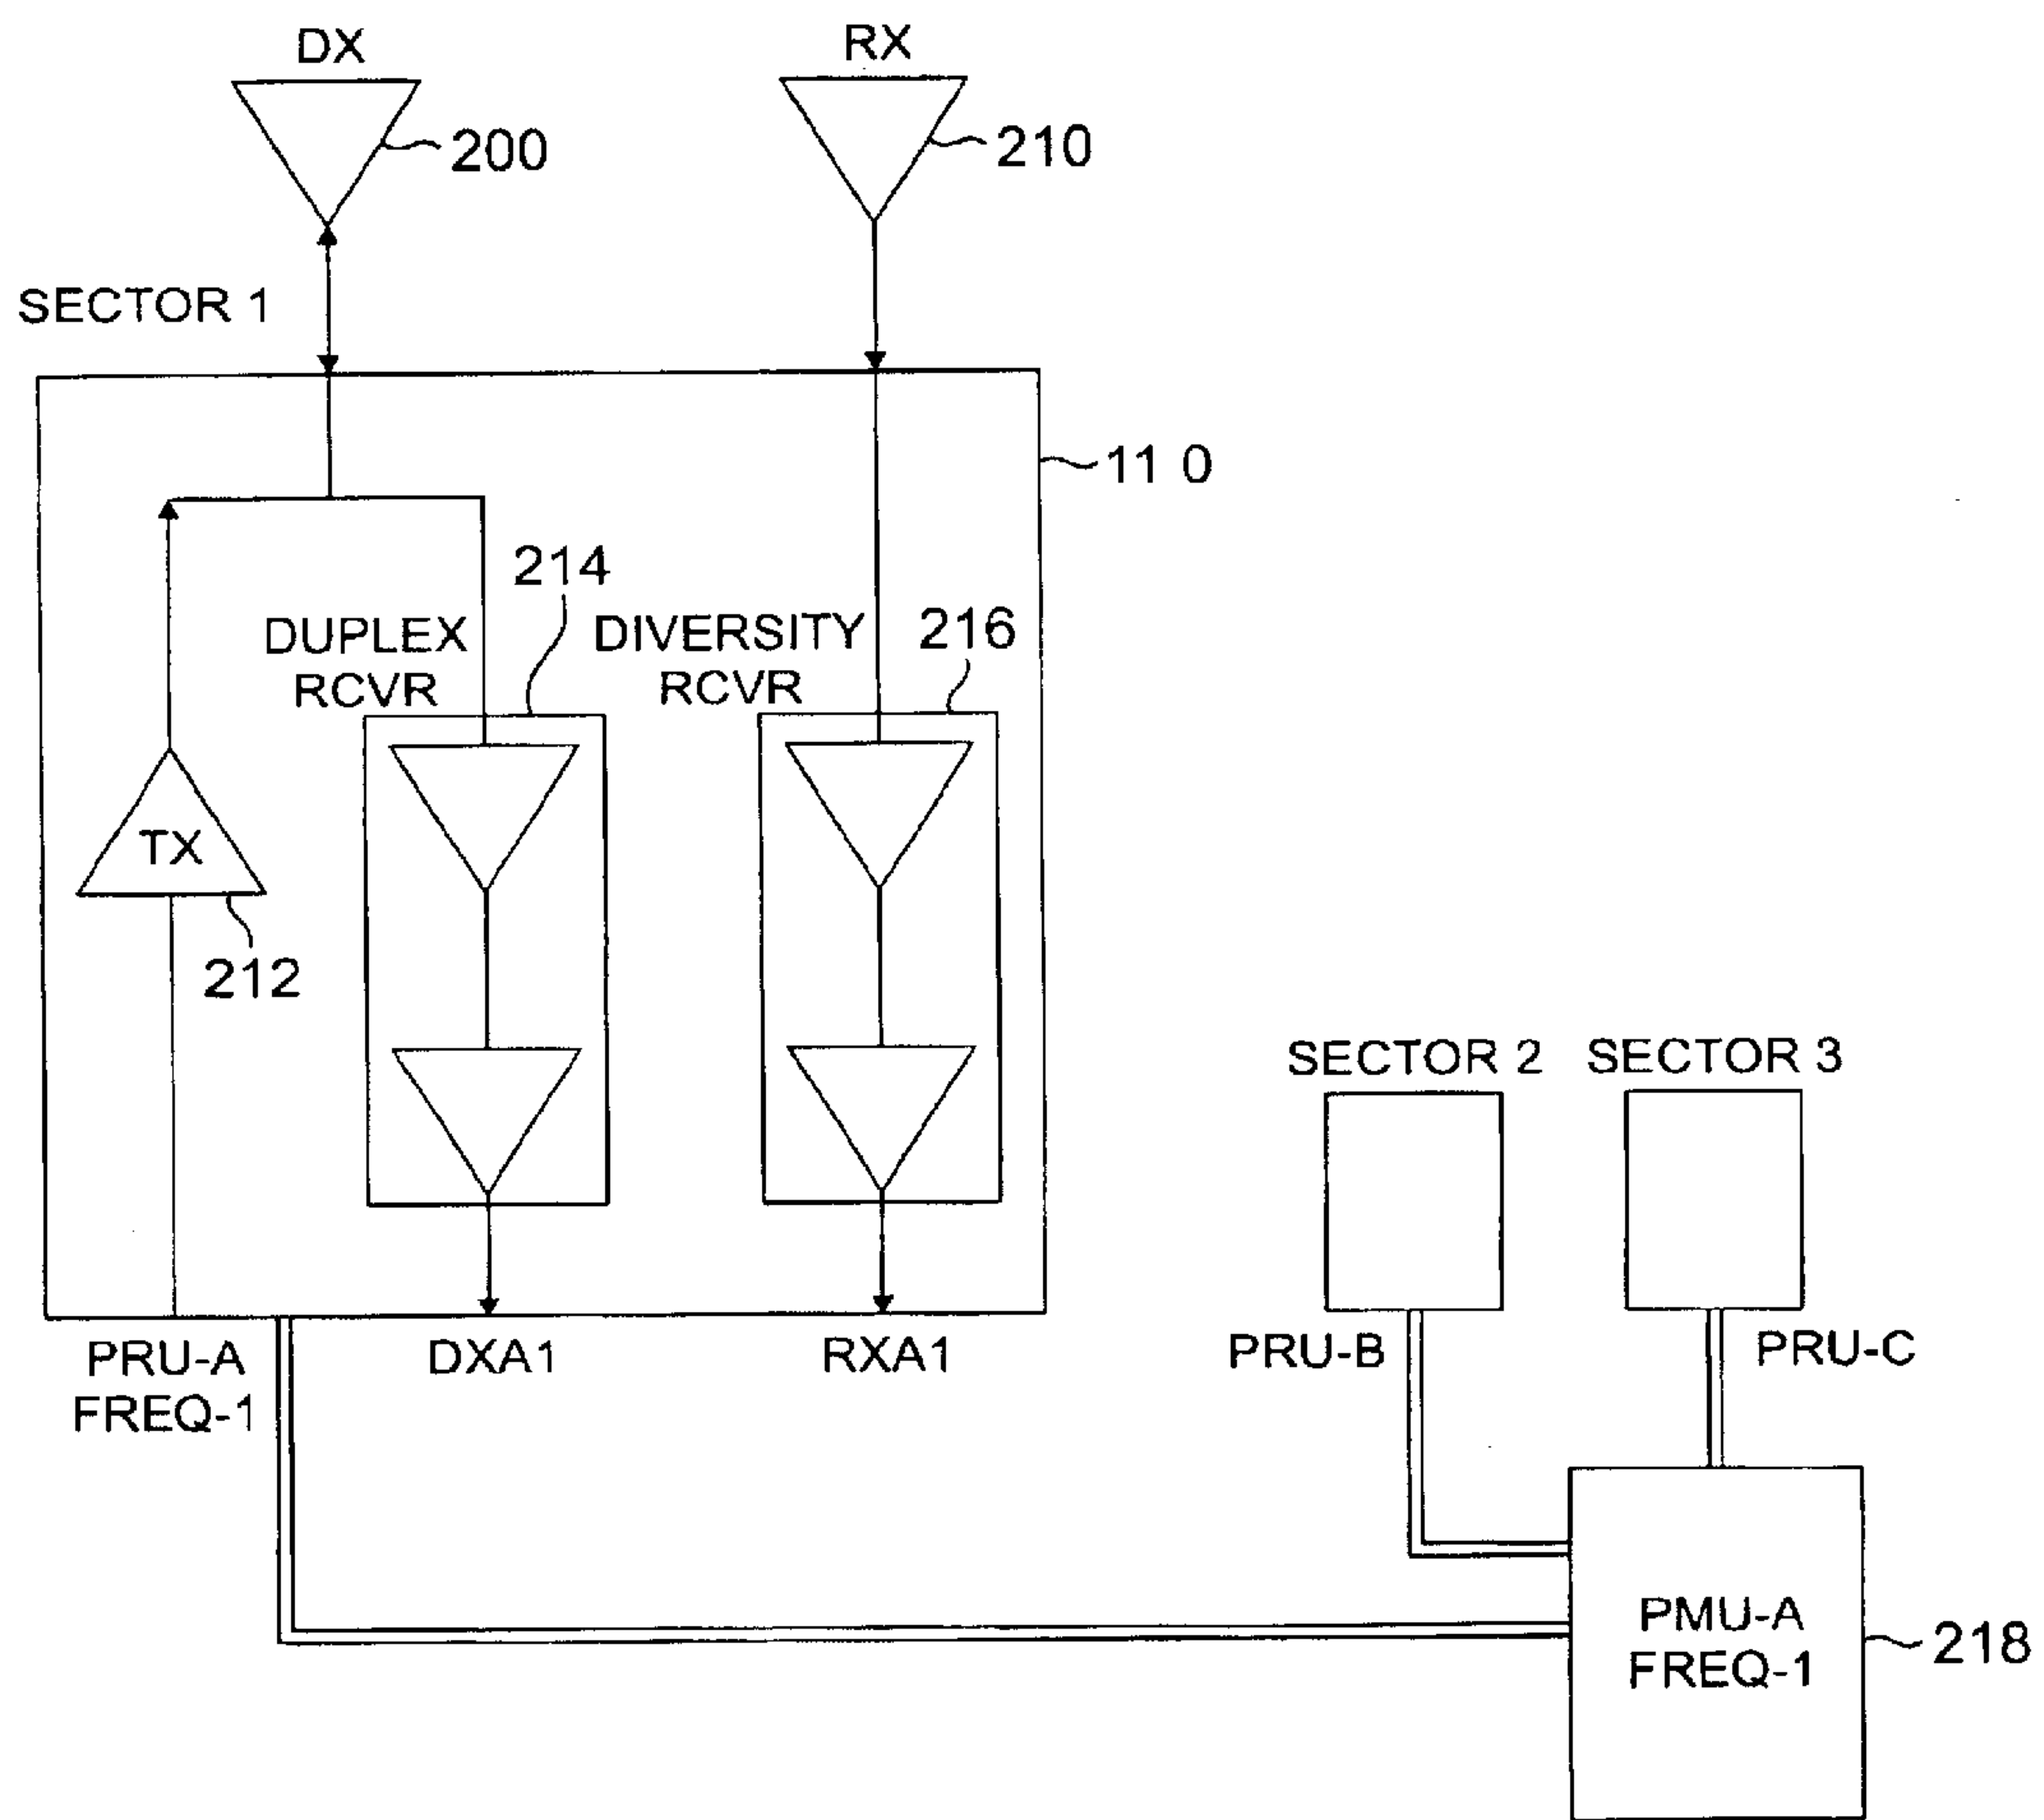 DX
RX
200
210
SECTOR 1
11 0
214
DUPLEX
RCVR
DIVERSITY
RCVR
216
TX
212
SECTOR 2
SECTOR 3
PRU-A
FREQ-1
DXA1
RXA1
PRU-B
PRU-C
PMU-A
FREQ-1
218